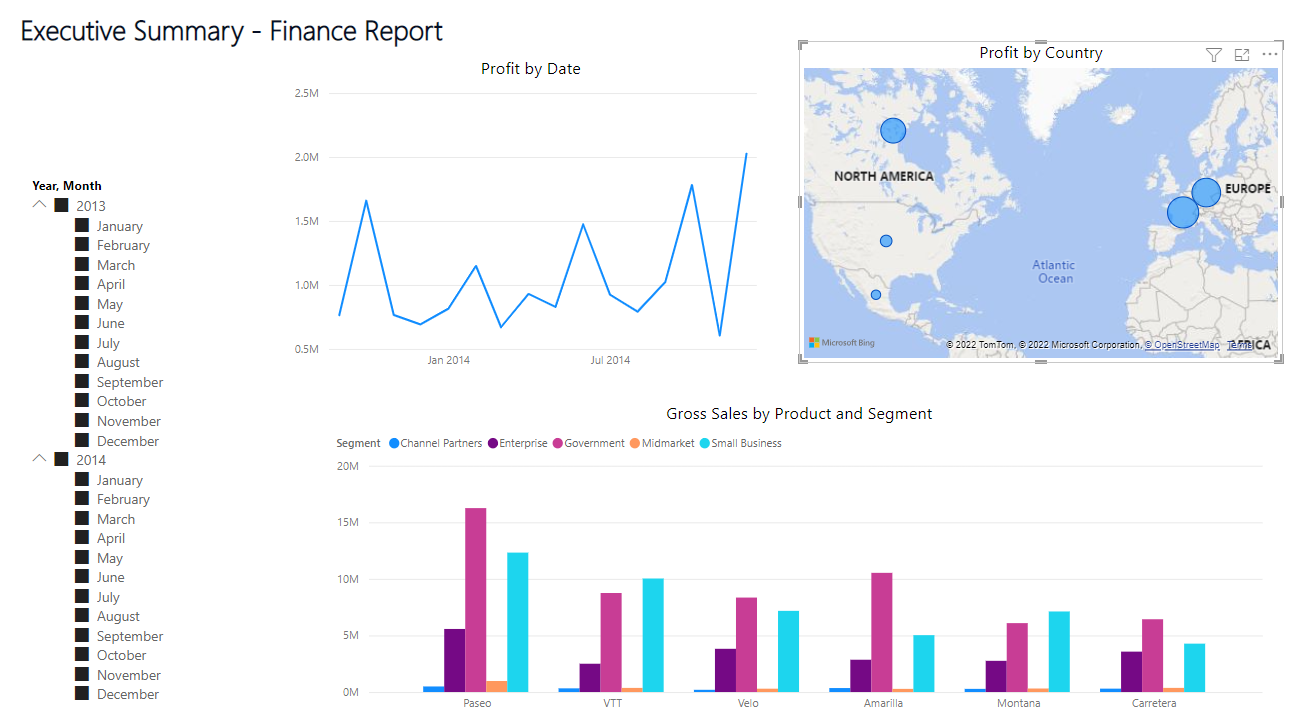 Executive Summary - Finance Report
Profit by Date
2.5M
2.0M
1.5M
1.0M
0.5M
Jan 2014
Jul 2014
Profit by Country
NORTH AMERICA
EUROPE
Atlantic
Ocean
AFRICA
Microsoft Bing
© 2022 TomTom, © 2022 Microsoft Corporation, © OpenStreetMap Terms
Year, Month
2013
January
February
March
April
May
June
July
August
September
October
November
December
2014
January
February
March
April
May
June
July
August
September
October
November
December
Gross Sales by Product and Segment
Segment Channel Partners Enterprise Government Midmarket Small Business
20M
15M
10M
5M
0M
Paseo
VTT
Velo
Amarilla
Montana
Carretera